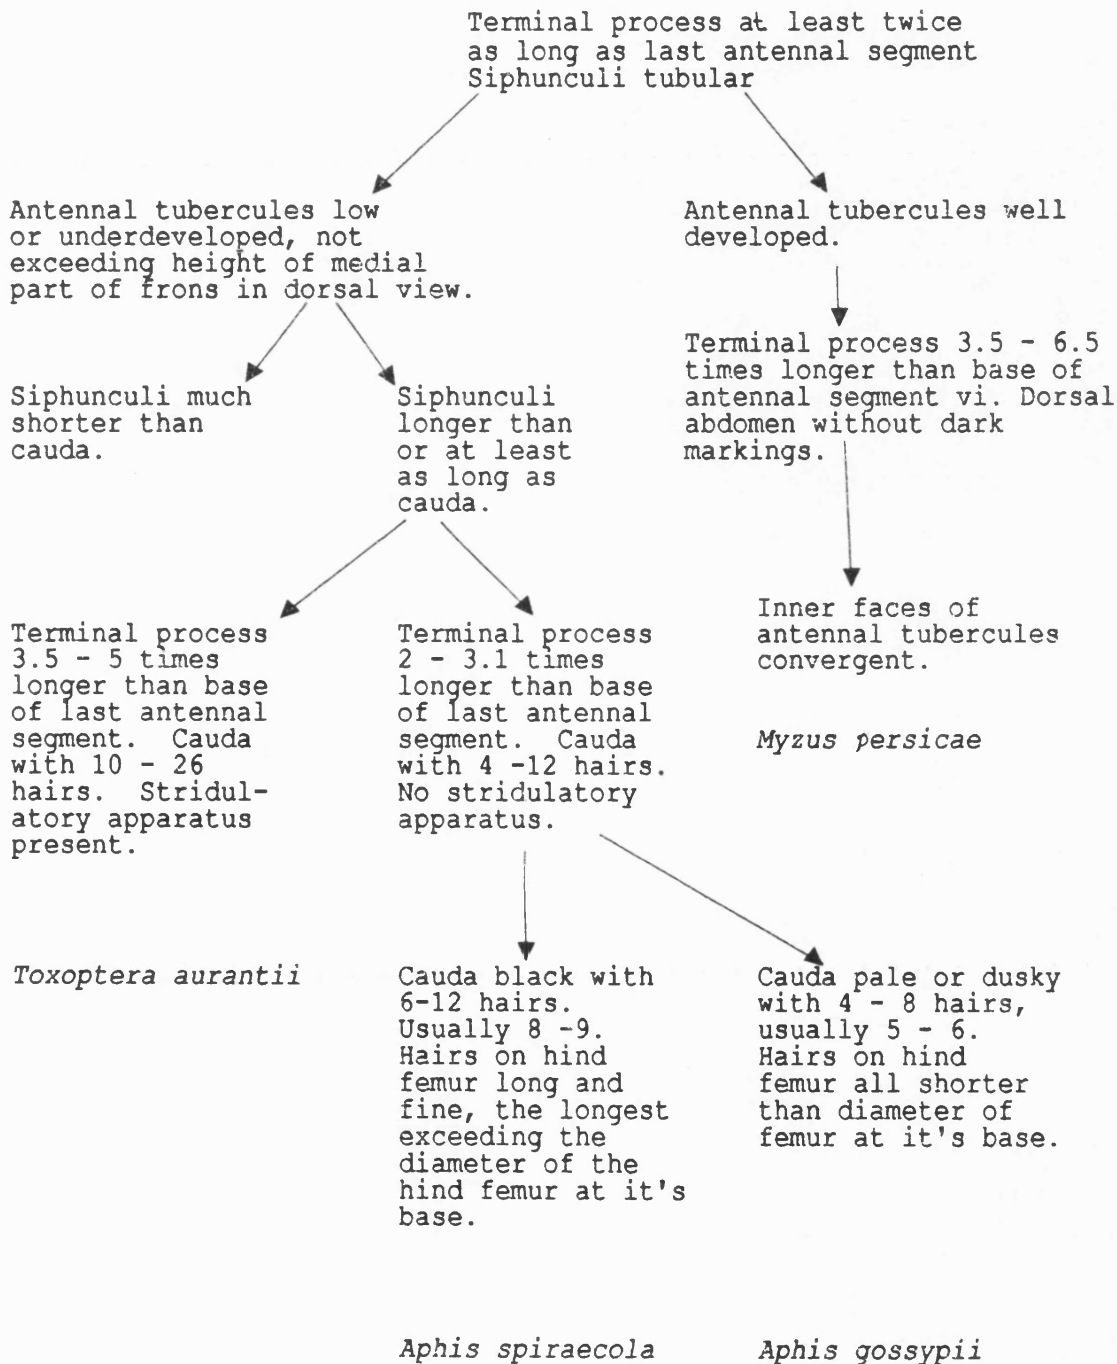 Terminal process at least twice
as long as last antennal segment
Siphunculi tubular
Antennal tubercules low
or underdeveloped, not
exceeding height of medial
part of frons in dorsal view.
Antennal tubercules well
developed.
Siphunculi much
shorter than
cauda.
Siphunculi
longer than
or at least
as long as
cauda.
Terminal process 3.5 - 6.5
times longer than base of
antennal segment vi. Dorsal
abdomen without dark
markings.
Terminal process
3.5 - 5 times
longer than base
of last antennal
segment. Cauda
with 10 - 26
hairs. Stridul-
atory apparatus
present.
Terminal process
2 - 3.1 times
longer than base
of last antennal
segment. Cauda
with 4 -12 hairs.
No stridulatory
apparatus.
Inner faces of
antennal tubercules
convergent.
Myzus persicae
Toxoptera aurantii
Cauda black with
6-12 hairs.
Usually 8 -9.
Hairs on hind
femur long and
fine, the longest
exceeding the
diameter of the
hind femur at it's
base.
Cauda pale or dusky
with 4 - 8 hairs,
usually 5 - 6.
Hairs on hind
femur all shorter
than diameter of
femur at it's base.
Aphis spiraecola
Aphis gossypii